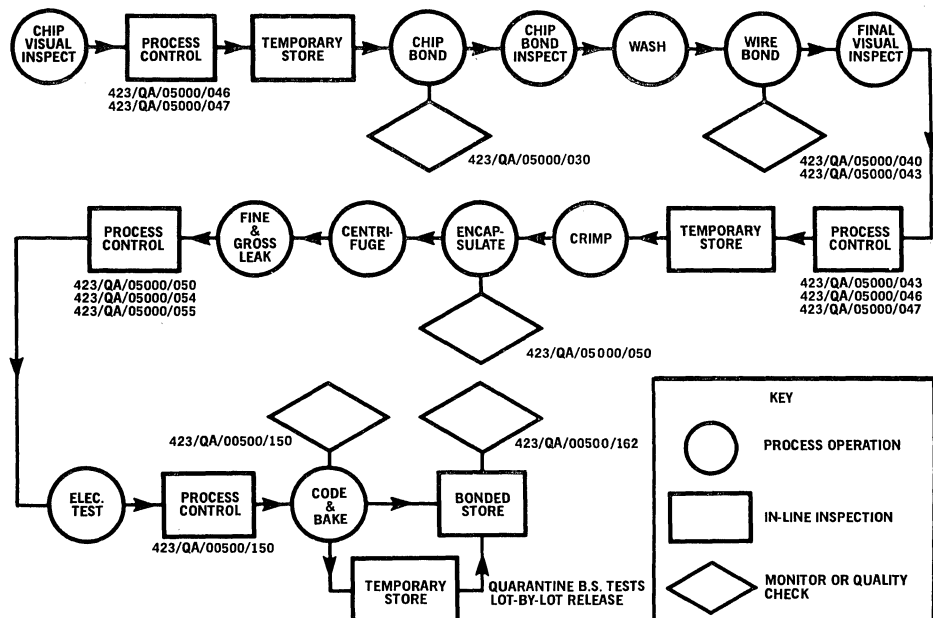 CHIP
VISUAL
INSPECT
PROCESS
CONTROL
423/QA/05000/046
423/QA/05000/047
TEMPORARY
STORE
CHIP
BOND
423/QA/05000/030
CHIP
BOND
INSPECT
WASH
WIRE
BOND
423/QA/05000/040
423/QA/05000/043
FINAL
VISUAL
INSPECT
PROCESS
CONTROL
423/QA/05000/043
423/QA/05000/046
423/QA/05000/047
TEMPORARY
STORE
CRIMP
ENCAP-
SULATE
423/QA/05000/050
CENTRI-
FUGE
FINE
&
GROSS
LEAK
PROCESS
CONTROL
423/QA/05000/050
423/QA/05000/054
423/QA/05000/055
ELEC.
TEST
PROCESS
CONTROL
423/QA/00500/150
423/QA/00500/150
CODE
&
BAKE
TEMPORARY
STORE
QUARANTINE B.S. TESTS
LOT-BY-LOT RELEASE
BONDED
STORE
423/QA/00500/162
KEY
PROCESS OPERATION
IN-LINE INSPECTION
MONITOR OR QUALITY
CHECK